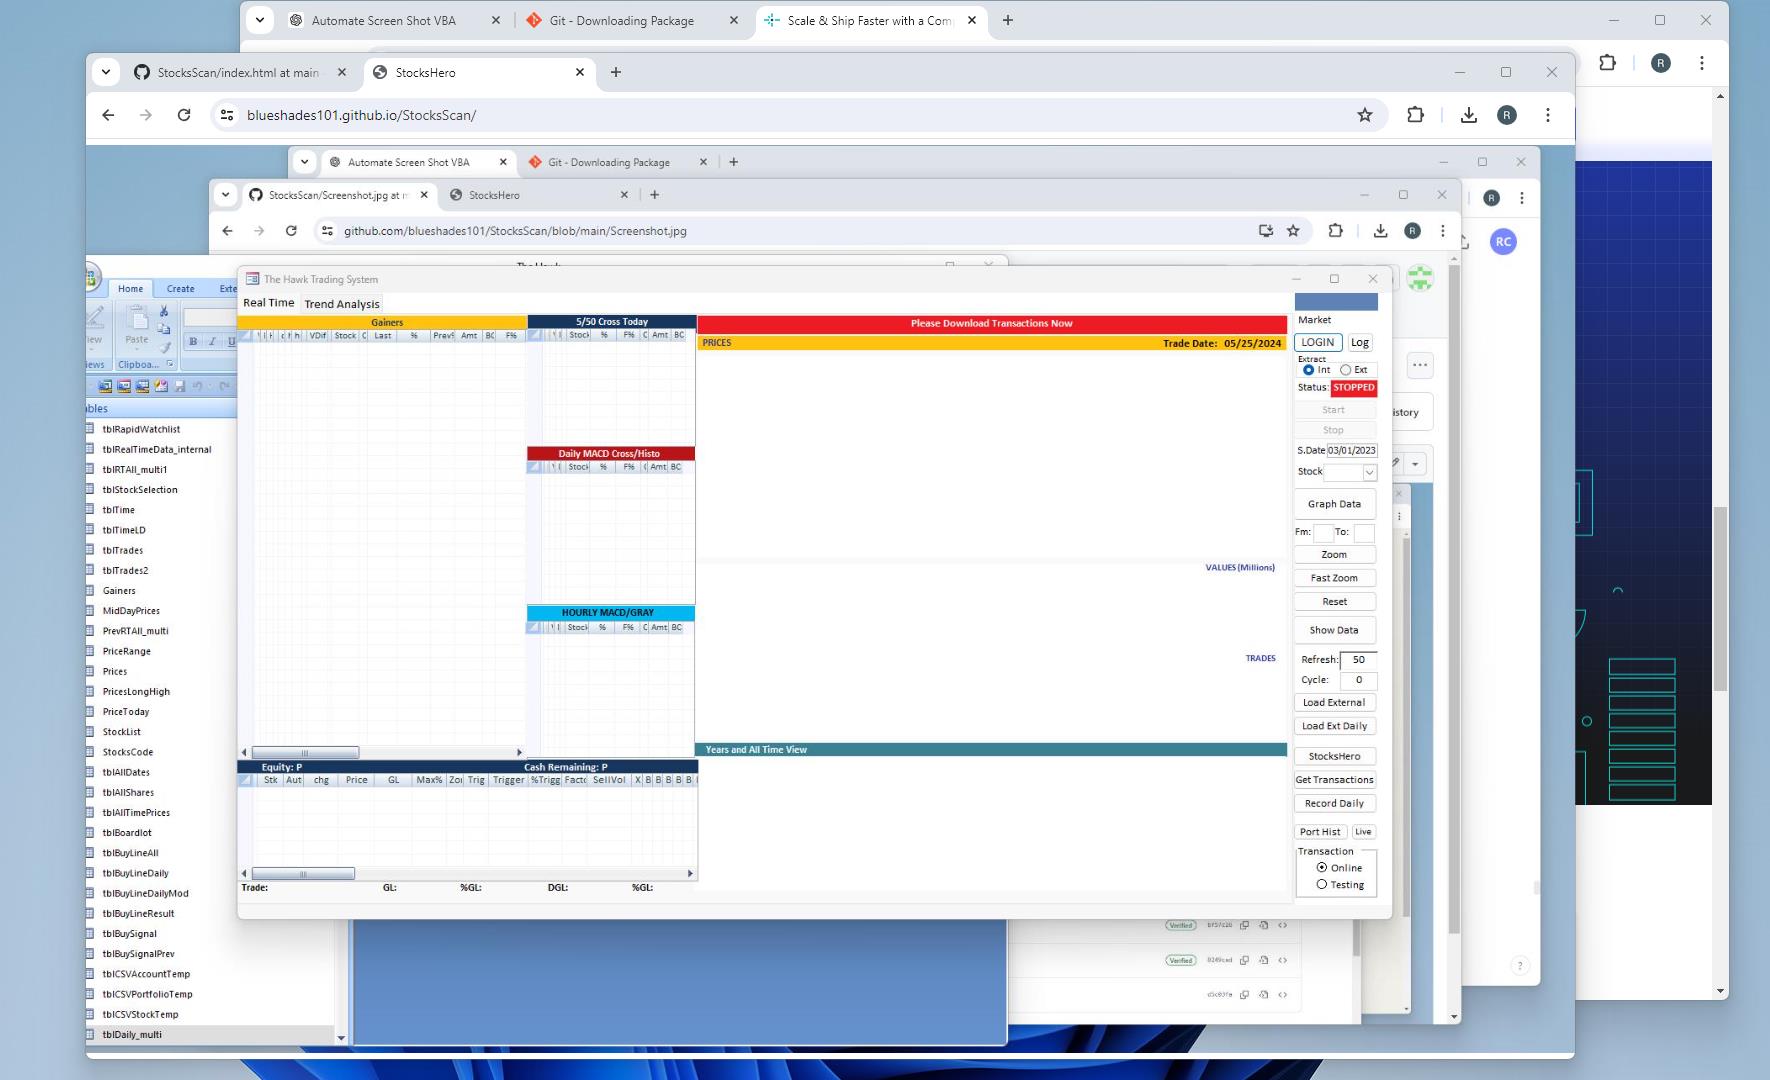 Automate Screen Shot VBA
Git - Downloading Package
Scale & Ship Faster with a Com
R
StocksScan/index.html at main
StocksHero
blueshades101.github.io/StocksScan/
R
Automate Screen Shot VBA
Git - Downloading Package
R
StocksScan/Screenshot.jpg at m
StocksHero
github.com/blueshades101/StocksScan/blob/main/Screenshot.jpg
R
RC
Home
Create
Exte
Paste
B I U
iews
Clipboa...
ables
tblRapidWatchlist
tblRealTimeData_internal
tblRTAll_multi1
tblStockSelection
tblTime
tblTimeLD
tblTrades
tblTrades2
Gainers
MidDayPrices
PrevRTAll_multi
PriceRange
Prices
PricesLongHigh
PriceToday
StockList
StocksCode
tblAllDates
tblAllShares
tblAllTimePrices
tblBoardlot
tblBuyLineAll
tblBuyLineDaily
tblBuyLineDailyMod
tblBuyLineResult
tblBuySignal
tblBuySignalPrev
tblCSVAccountTemp
tblCSVPortfolioTemp
tblCSVStockTemp
tblDaily_multi
The Hawk Trading System
Real Time
Trend Analysis
Gainers
VDif Stock C Last % PrevS Amt BC F%
5/50 Cross Today
Stock % F% C Amt BC
Daily MACD Cross/Histo
Stock % F% C Amt BC
HOURLY MACD/GRAY
Stock % F% C Amt BC
Please Download Transactions Now
PRICES
Trade Date: 05/25/2024
VALUES (Millions)
TRADES
Years and All Time View
Equity: P
Cash Remaining: P
Stk Aut chg Price GL Max% Zor Trig Trigger %Trigg Facto SellVol X B B B B B
Trade:
GL:
%GL:
DGL:
%GL:
Market
LOGIN
Log
Extract
Int
Ext
Status: STOPPED
Start
Stop
S.Date 03/01/2023
Stock
Graph Data
Fm:
To:
Zoom
Fast Zoom
Reset
Show Data
Refresh: 50
Cycle: 0
Load External
Load Ext Daily
StocksHero
Get Transactions
Record Daily
Port Hist
Live
Transaction
Online
Testing
istory
Verified
Verified
?